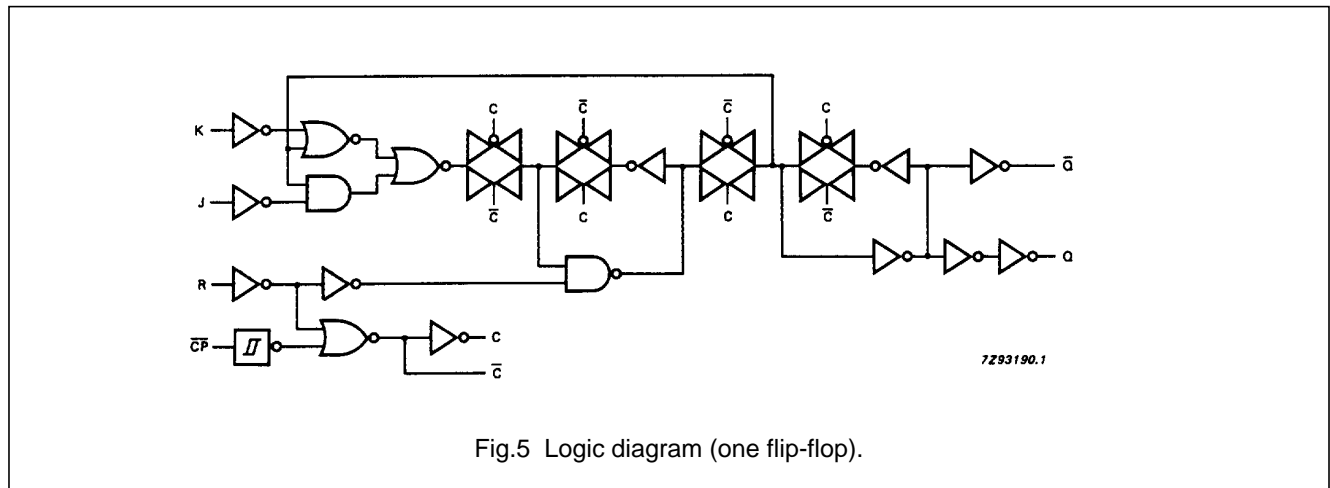 C C̅ C̅ C
K
J
C̅ C C C̅
Q̅
Q
R
C̅P̅
C
C̅
7Z93190.1
Fig.5 Logic diagram (one flip-flop).